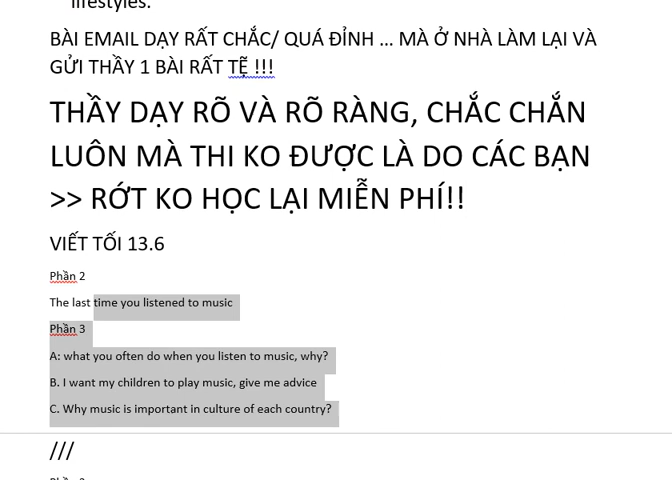 lifestyles.
BÀI EMAIL DẠY RẤT CHẮC/ QUÁ ĐỈNH ... MÀ Ở NHÀ LÀM LẠI VÀ
GỬI THẦY 1 BÀI RẤT TẸ̃ !!!
THẦY DẠY RÕ VÀ RÕ RÀNG, CHẮC CHẮN
LUÔN MÀ THI KO ĐƯỢC LÀ DO CÁC BẠN
>> RỚT KO HỌC LẠI MIỄN PHÍ!!
VIẾT TỐI 13.6
Phần 2
The last time you listened to music
Phần 3
A: what you often do when you listen to music, why?
B. I want my children to play music, give me advice
C. Why music is important in culture of each country?
///